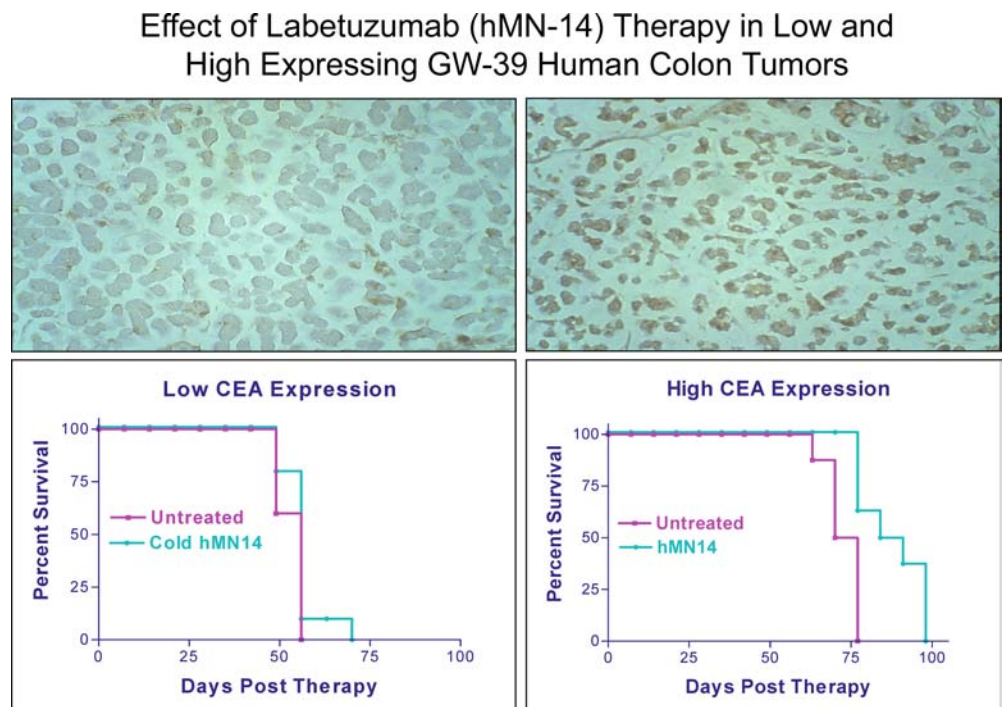 Effect of Labetuzumab (hMN-14) Therapy in Low and
High Expressing GW-39 Human Colon Tumors
Low CEA Expression
Percent Survival
100
75
50
25
0
Untreated
Cold hMN14
0 25 75 100
Days Post Therapy
High CEA Expression
Percent Survival
100
75
50
25
0
Untreated
hMN14
0 25 50 75 100
Days Post Therapy